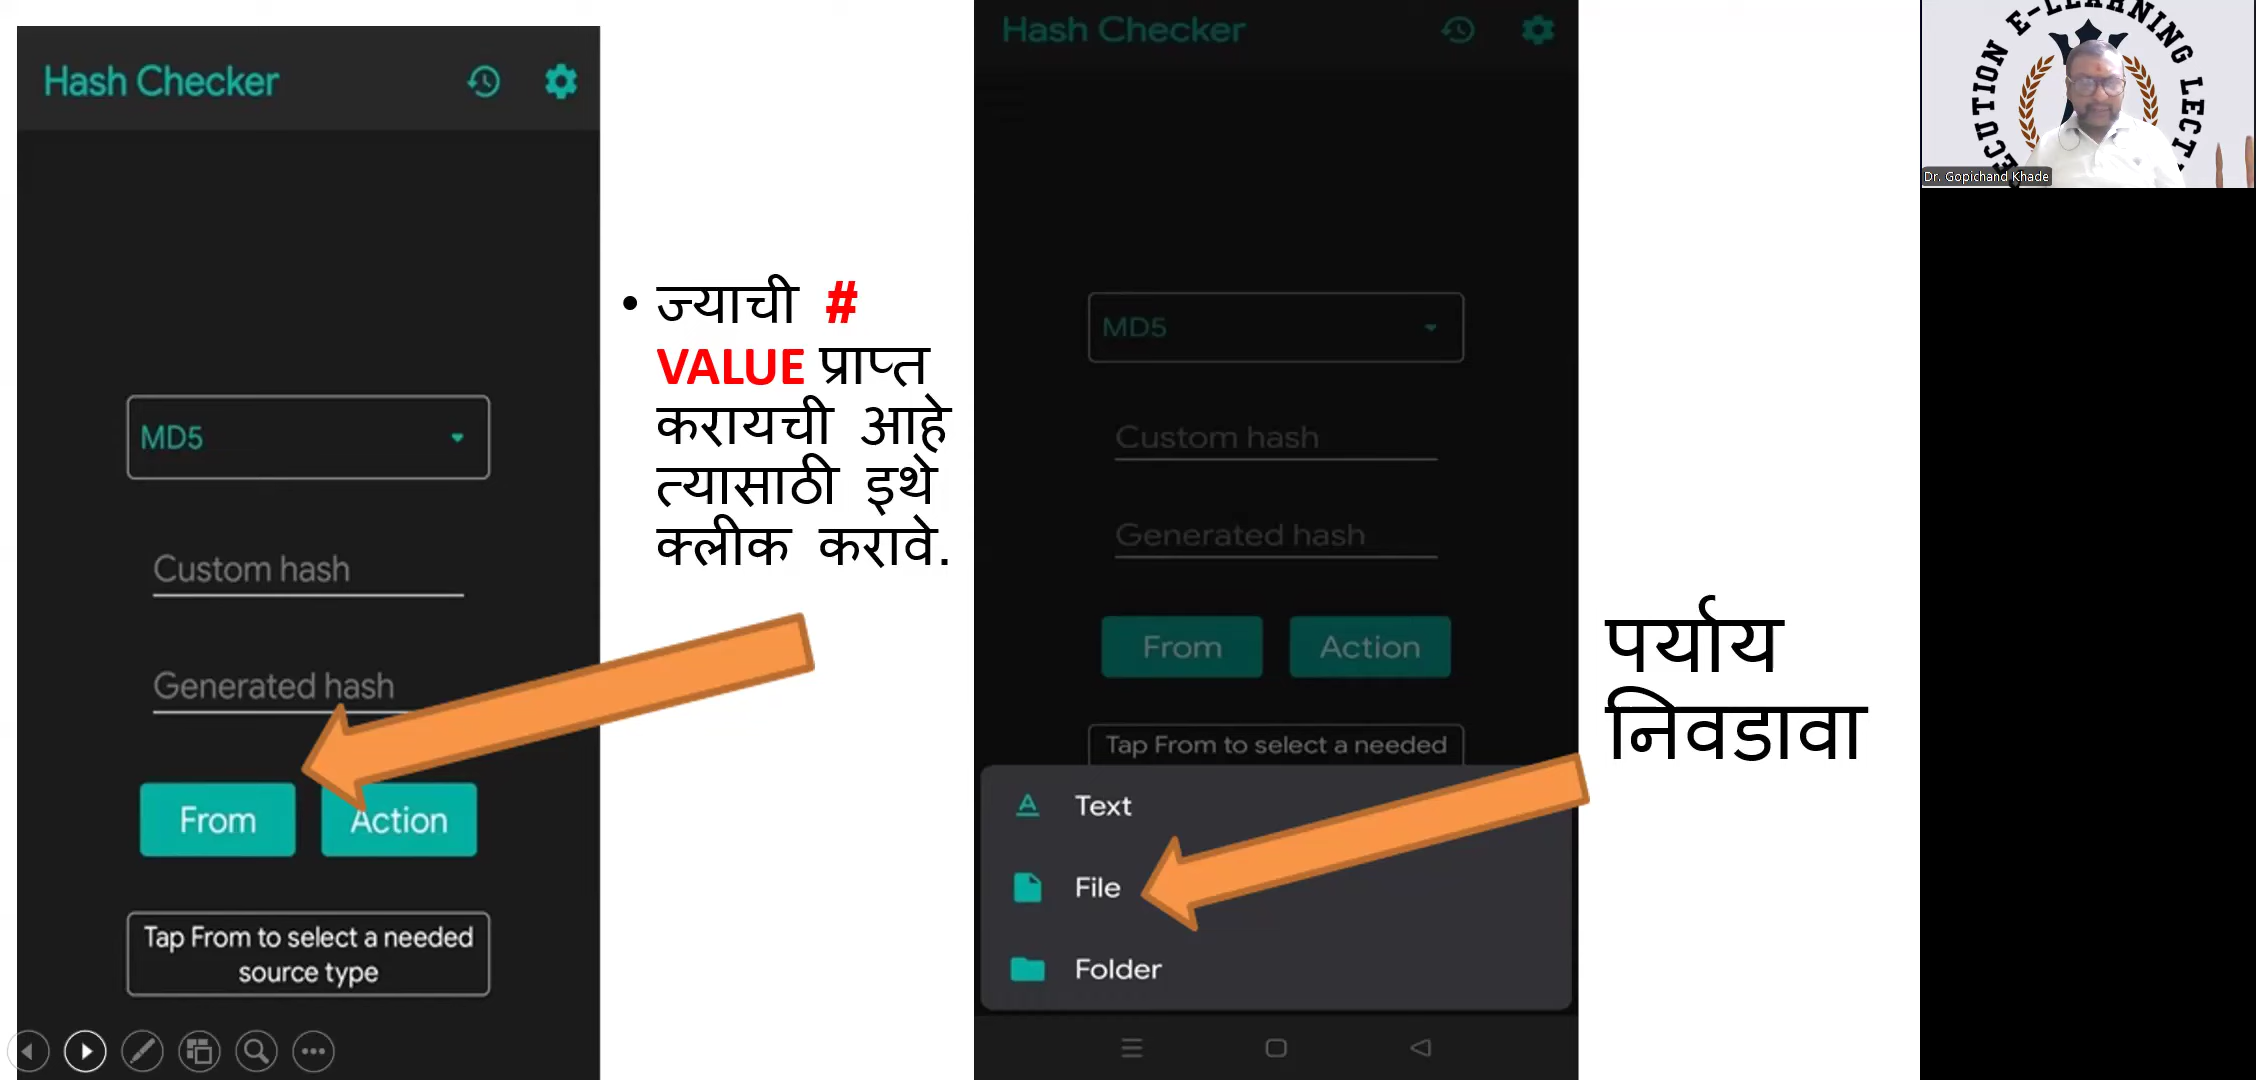 Hash Checker
MD5
Custom hash
Generated hash
From
Action
Tap From to select a needed
source type
• ज्याची #
VALUE प्राप्त
करायची आहे
त्यासाठी इथे
क्लीक करावे.
Hash Checker
MD5
Custom hash
Generated hash
From
Action
Tap From to select a needed
Text
File
Folder
पर्याय
निवडावा
E-LEARNING
Dr. Gopichand Khade